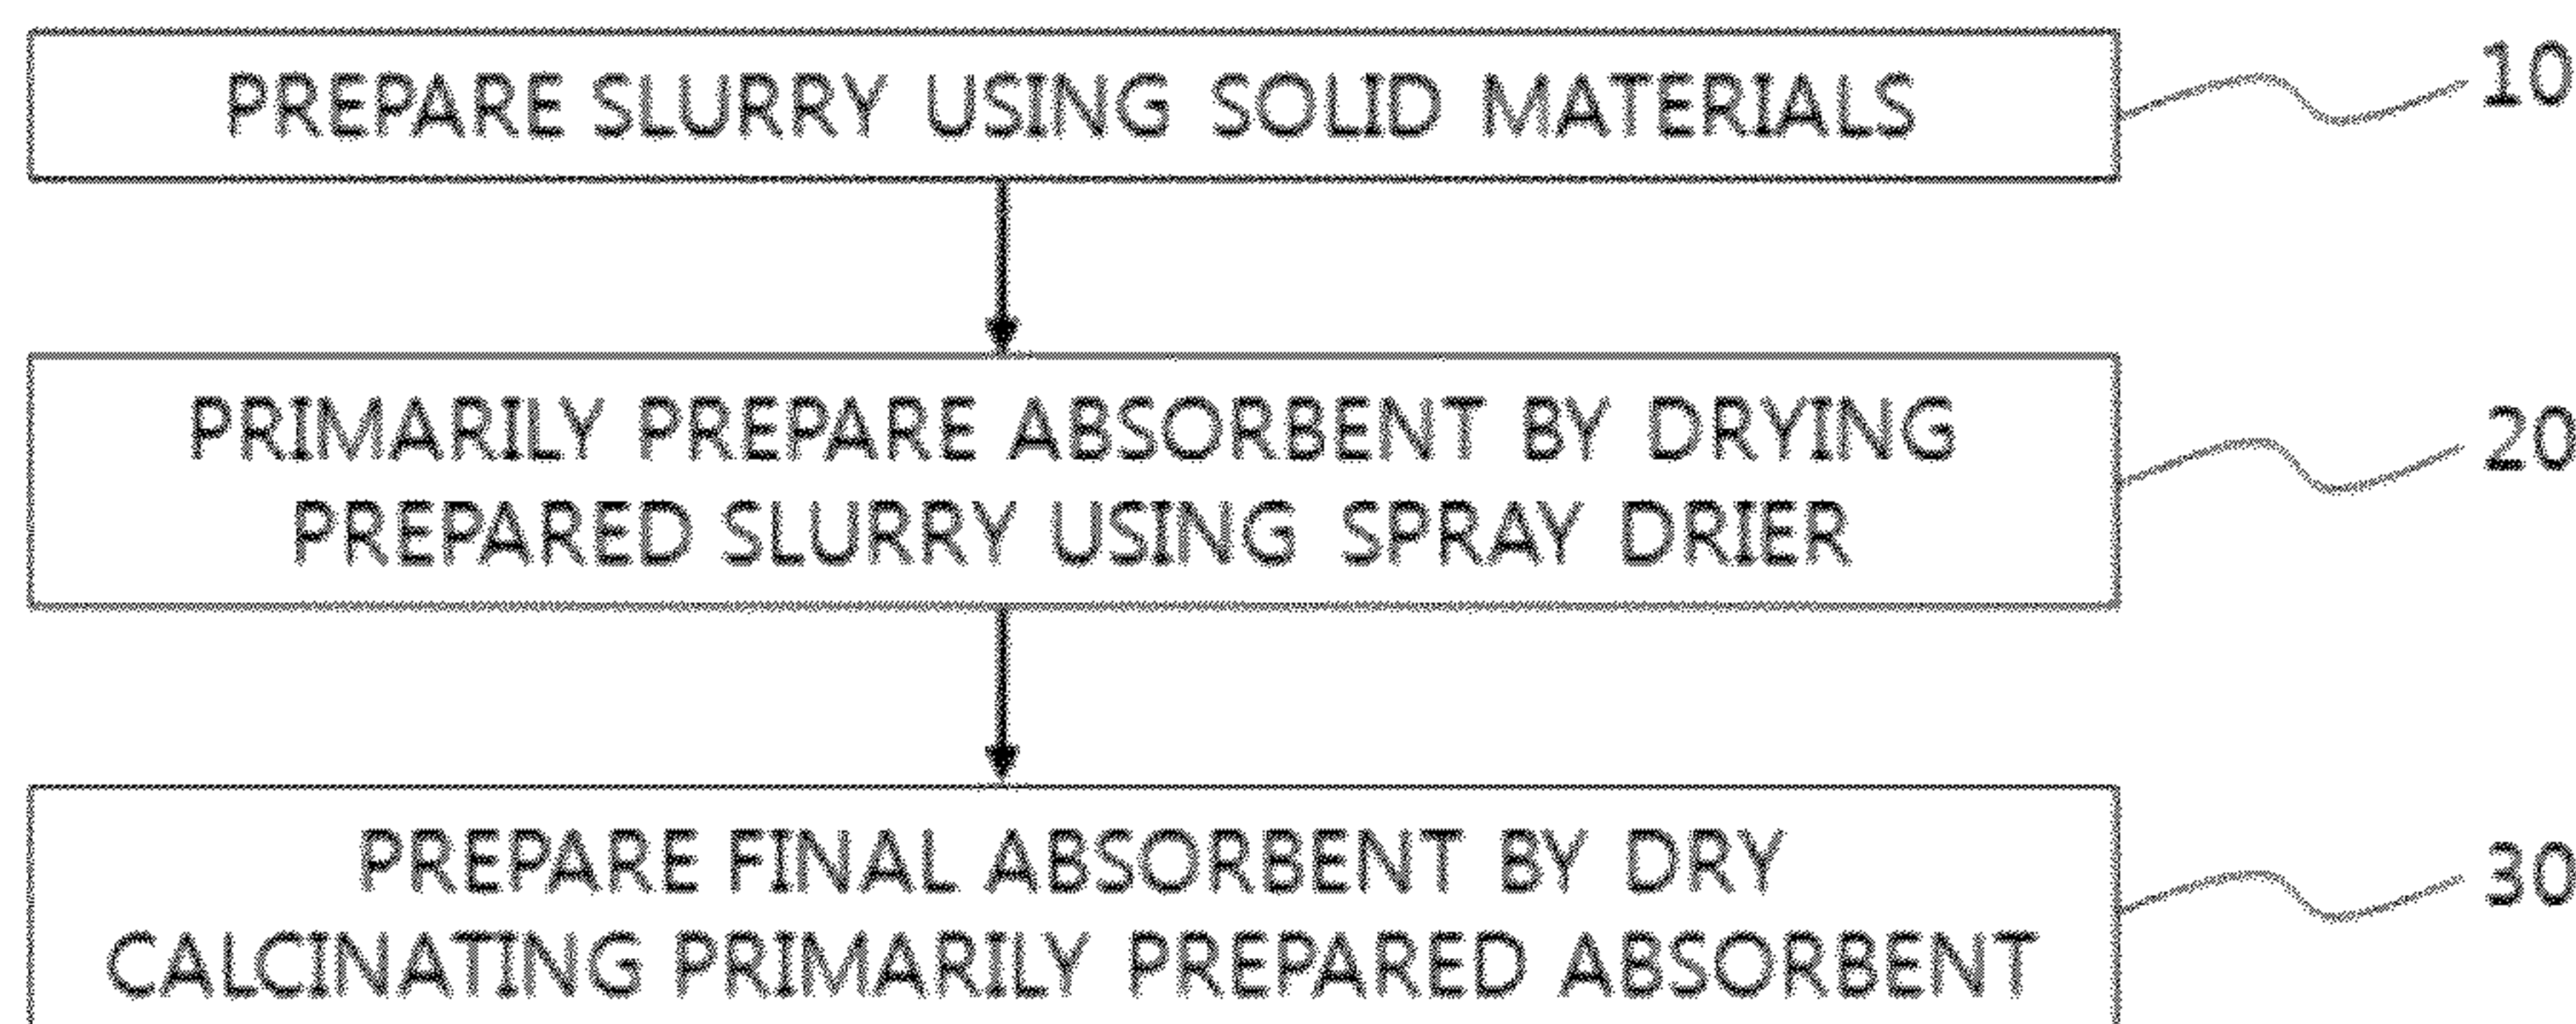 PREPARE SLURRY USING SOLID MATERIALS
10
PRIMARILY PREPARE ABSORBENT BY DRYING
PREPARED SLURRY USING SPRAY DRIER
20
PREPARE FINAL ABSORBENT BY DRY
CALCINATING PRIMARILY PREPARED ABSORBENT
30